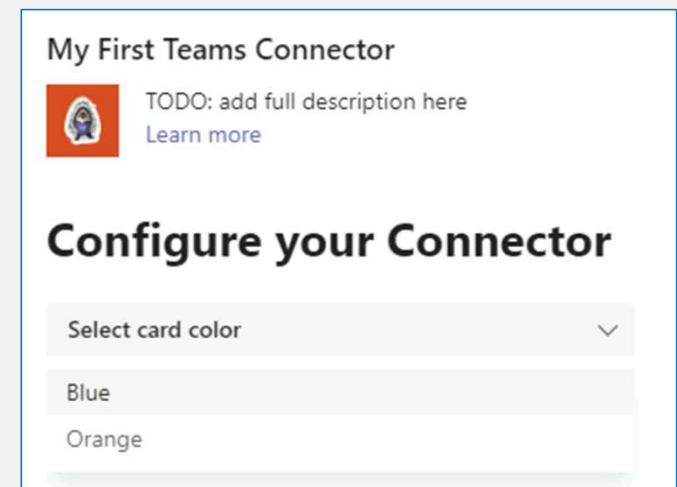 My First Teams Connector
TODO: add full description here
Learn more
Configure your Connector
Select card color
Blue
Orange